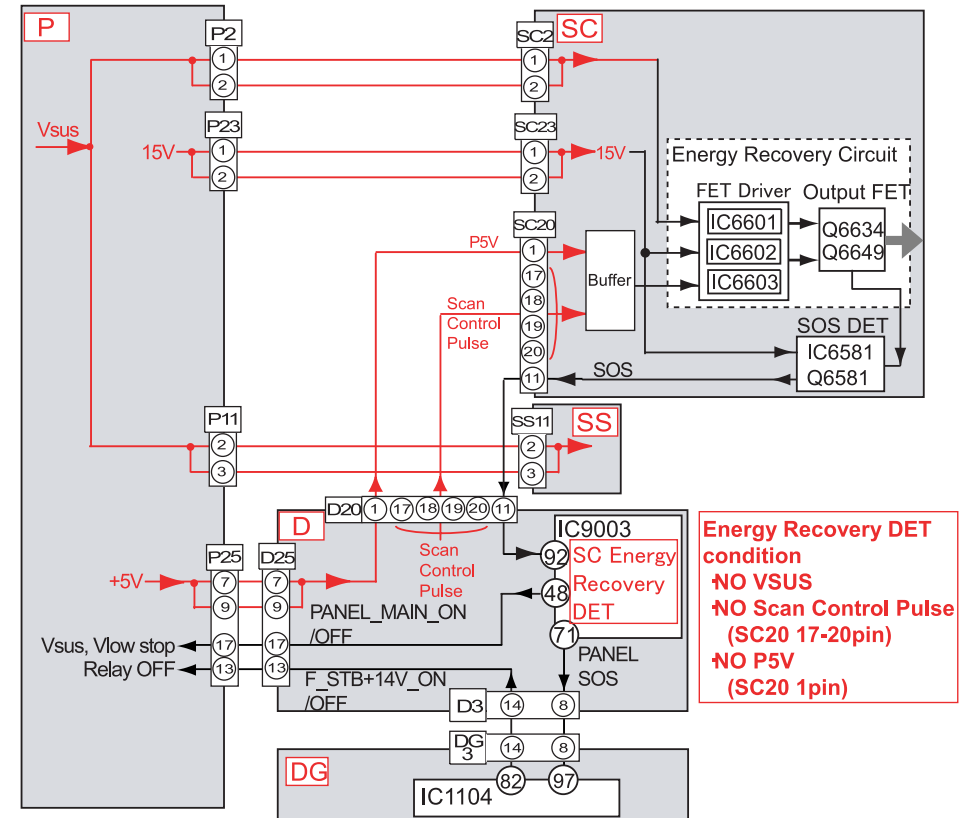 P
P2
SC2
SC
1
1
2
2
Vsus
P23
SC23
15V
1
1
15V
2
2
Energy Recovery Circuit
FET Driver
Output FET
IC6601
IC6602
IC6603
Q6634
Q6649
SC20
P5V
1
17
18
19
20
11
Buffer
Scan
Control
Pulse
SOS DET
IC6581
Q6581
SOS
P11
SS11
SS
2
2
3
3
D20
1
17
18
19
20
11
D
Scan
Control
Pulse
IC9003
92
SC Energy
Recovery
DET
48
71
P25
D25
+5V
7
7
9
9
PANEL_MAIN_ON
/OFF
Vsus, Vlow stop
17
17
Relay OFF
13
13
F_STB+14V_ON
/OFF
PANEL
SOS
D3
14
8
DG
3
14
8
DG
82
97
IC1104
Energy Recovery DET
condition
·NO VSUS
·NO Scan Control Pulse
(SC20 17-20pin)
·NO P5V
(SC20 1pin)